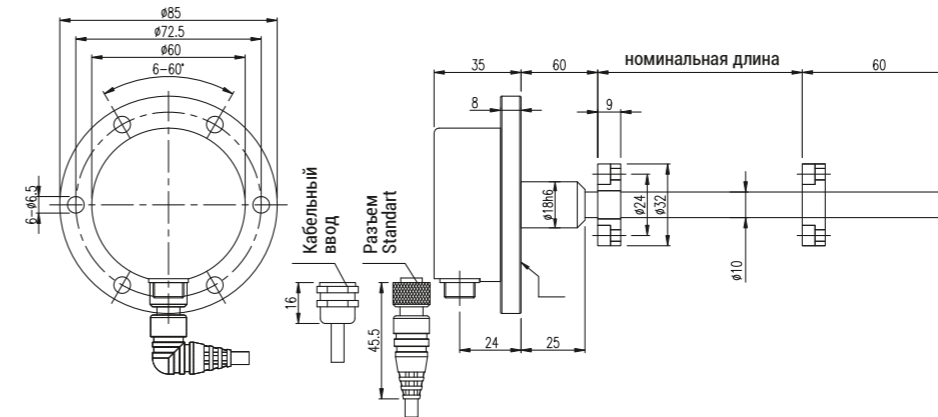 ø85
ø72.5
ø60
6-60°
6-ø6.5
Кабельный
ввод
16
Разъем
Standart
45.5
35
60
номинальная длина
60
8
9
ø18h6
ø24
ø32
ø10
24
25